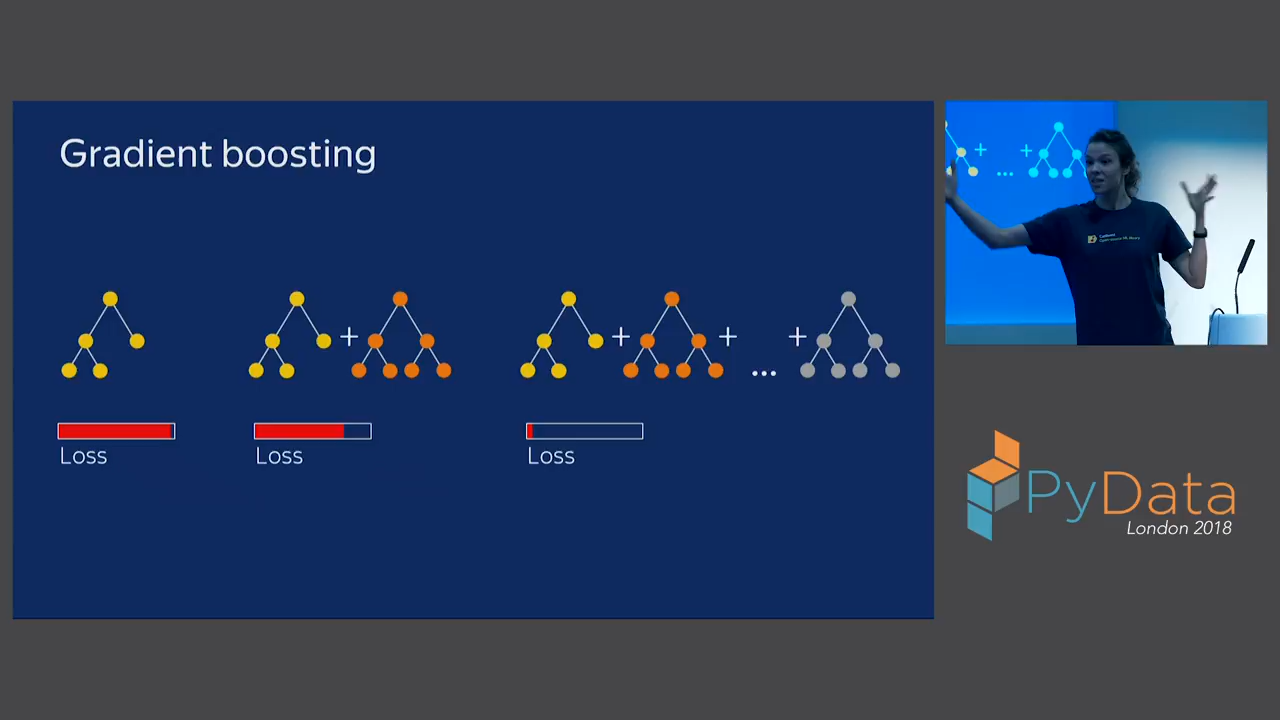 Gradient boosting
+
+
+
...
+
Loss
Loss
Loss
+
+
...
PyData
London 2018